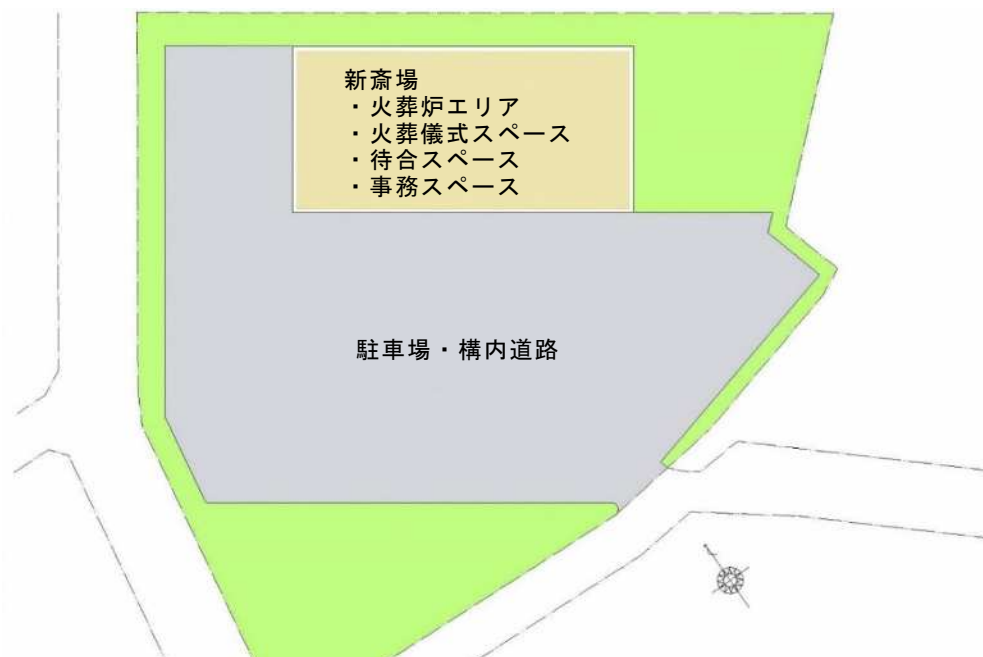 新斎場
・火葬炉エリア
・火葬儀式スペース
・待合スペース
・事務スペース
駐車場・構内道路